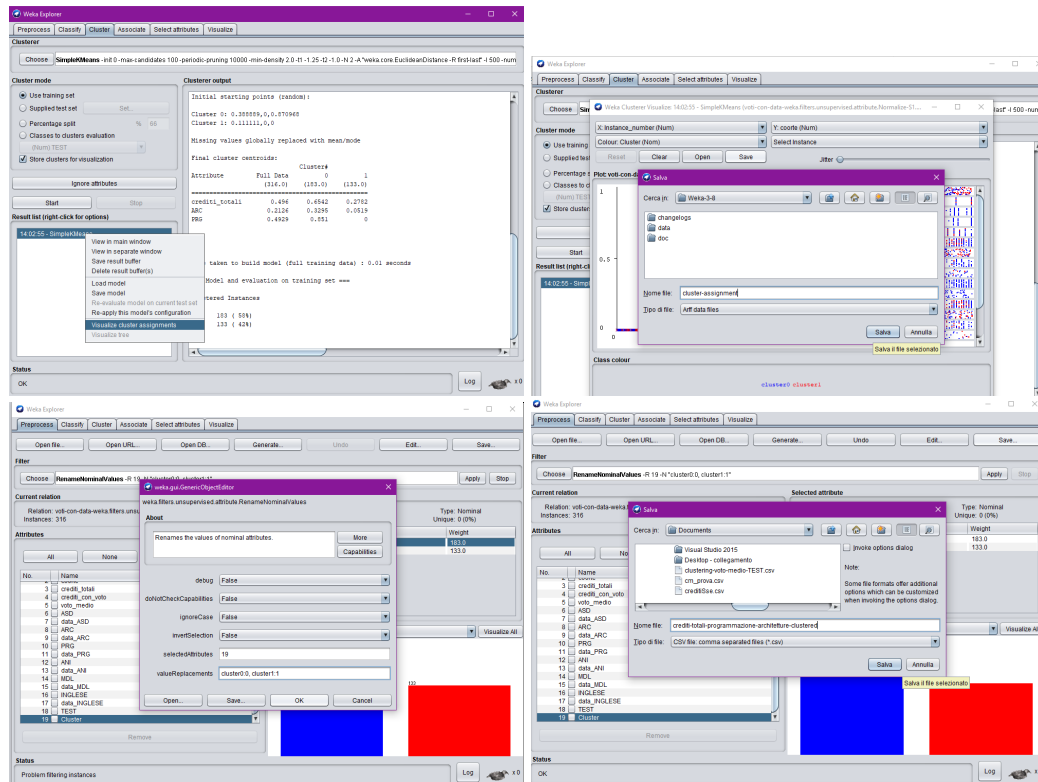 Weka Explorer
Preprocess Classify Cluster Associate Select attributes Visualize
Clusterer
Choose SimpleKMeans -init 0 -max-candidates 100 -periodic-pruning 10000 -min-density 2.0 -t1 -1.25 -t2 -1.0 -N 2 -A "weka.core.EuclideanDistance -R first-last" -I 500 -num
Cluster mode
Use training set
Supplied test set Set...
Percentage split % 66
Classes to clusters evaluation
(Num) TEST
Store clusters for visualization
Ignore attributes
Start Stop
Result list (right-click for options)
14:02:55 - SimpleKMeans
View in main window
View in separate window
Save result buffer
Delete result buffer(s)
Load model
Save model
Re-evaluate model on current test set
Re-apply this model's configuration
Visualize cluster assignments
Visualize tree
Clusterer output
Initial starting points (random):
Cluster 0: 0.388889,0,0.870968
Cluster 1: 0.111111,0,0
Missing values globally replaced with mean/mode
Final cluster centroids:
Cluster#
Attribute Full Data 0 1
(316.0) (183.0) (133.0)
crediti_totali 0.496 0.6542 0.2782
ARC 0.2126 0.3295 0.0519
PRG 0.4929 0.851 0
taken to build model (full training data) : 0.01 seconds
Model and evaluation on training set ===
tered Instances
183 ( 58%)
133 ( 42%)
Status
OK
Log x 0
Weka Explorer
Preprocess Classify Cluster Associate Select attributes Visualize
Clusterer
Choose Sim
-I 500 -num
Weka Clusterer Visualize: 14:02:55 - SimpleKMeans (voti-con-data-weka.filters.unsupervised.attribute.Normalize-S1....
Cluster mode
Use training
Supplied tes
Percentage s
Classes to c
(Num) TES
Store cluster
Start
Result list (right-cl
14:02:55 - Simpl
X: Instance_number (Num) Y: coorte (Num)
Colour: Cluster (Num) Select Instance
Reset Clear Open Save Jitter
Plot: voti-con-d
1
0.5
0
0
Salva
Cerca in: Weka-3-8
changelogs
data
doc
Nome file: cluster-assignment
Tipo di file: Arff data files
Salva Annulla
Salva il file selezionato
Class colour
cluster0 cluster1
Status
OK
Log x 0
Weka Explorer
Preprocess Classify Cluster Associate Select attributes Visualize
Open file... Open URL... Open DB... Generate... Undo Edit... Save...
Filter
Choose RenameNominalValues -R 19 -N "cluster0:0, cluster1:1" Apply Stop
Current relation
Relation: voti-con-data-weka.filters.unsu
Instances: 316
Attributes
All None
No. Name
3 crediti_totali
4 crediti_con_voto
5 voto_medio
6 ASD
7 data_ASD
8 ARC
9 data_ARC
10 PRG
11 data_PRG
12 ANI
13 data_ANI
14 MDL
15 data_MDL
16 INGLESE
17 data_INGLESE
18 TEST
19 Cluster
Remove
weka.gui.GenericObjectEditor
weka.filters.unsupervised.attribute.RenameNominalValues
About
Renames the values of nominal attributes.
More
Capabilities
debug False
doNotCheckCapabilities False
ignoreCase False
invertSelection False
selectedAttributes 19
valueReplacements cluster0:0, cluster1:1
Open... Save... OK Cancel
Type: Nominal
Unique: 0 (0%)
Weight
183.0
133.0
Visualize All
133
Status
Problem filtering instances
Log x 0
Weka Explorer
Preprocess Classify Cluster Associate Select attributes Visualize
Open file... Open URL... Open DB... Generate... Undo Edit... Save...
Filter
Choose RenameNominalValues -R 19 -N "cluster0:0, cluster1:1" Apply Stop
Current relation
Relation: voti-con-data-weka.f
Instances: 316
Selected attribute
Type: Nominal
Unique: 0 (0%)
Weight
183.0
133.0
Attributes
All No
No. Name
3 crediti_totali
4 crediti_con_voto
5 voto_medio
6 ASD
7 data_ASD
8 ARC
9 data_ARC
10 PRG
11 data_PRG
12 ANI
13 data_ANI
14 MDL
15 data_MDL
16 INGLESE
17 data_INGLESE
18 TEST
19 Cluster
Remove
Salva
Cerca in: Documents
Visual Studio 2015
Desktop - collegamento
clustering-voto-medio-TEST.csv
cm_prova.csv
creditiSse.csv
Invoke options dialog
Note:
Some file formats offer additional
options which can be customized
when invoking the options dialog.
Nome file: crediti-totali-programmazione-architetture-clustered
Tipo di file: CSV file: comma separated files (*.csv)
Salva Annulla
Salva il file selezionato
Visualize All
Status
OK
Log x 0